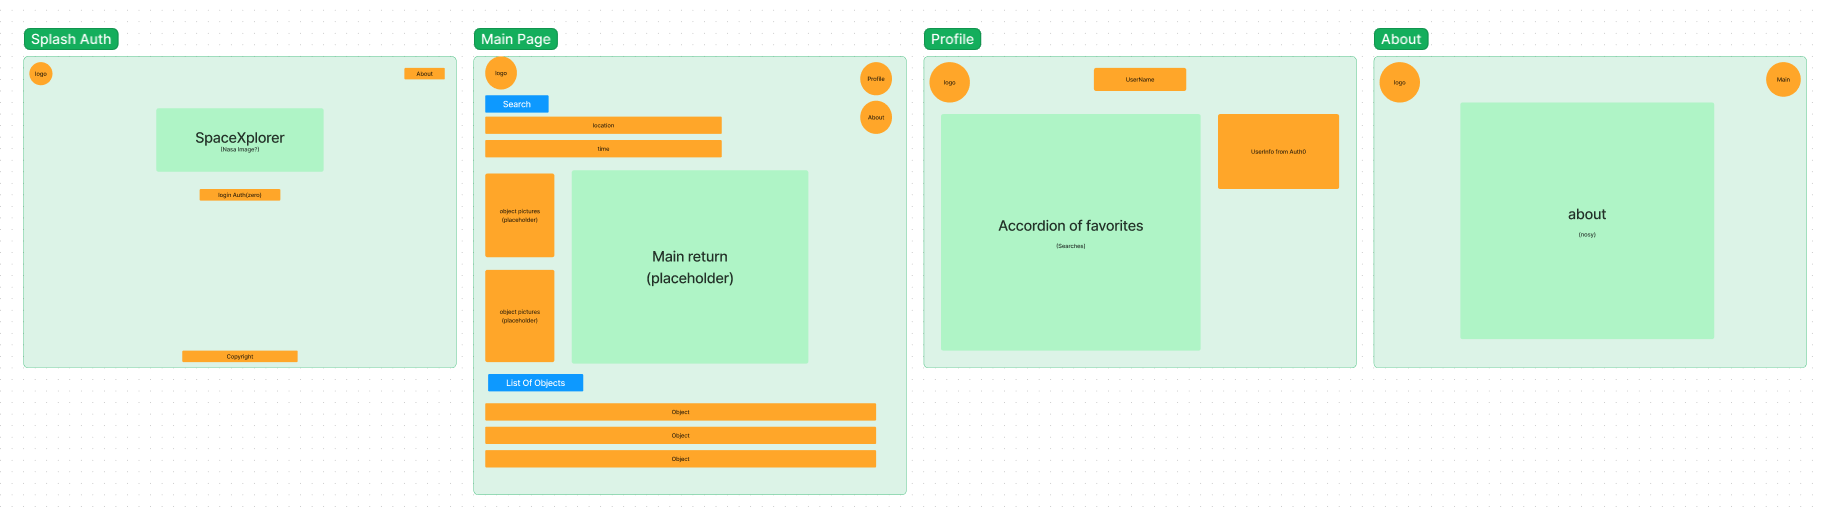 Splash Auth
logo
About
SpaceXplorer
(Nasa Image?)
login Auth(zero)
Copyright
Main Page
logo
Profile
Search
About
location
time
object pictures
(placeholder)
Main return
(placeholder)
object pictures
(placeholder)
List Of Objects
Object
Object
Object
Profile
logo
UserName
UserInfo from Auth0
Accordion of favorites
(Searches)
About
logo
Main
about
(nosy)